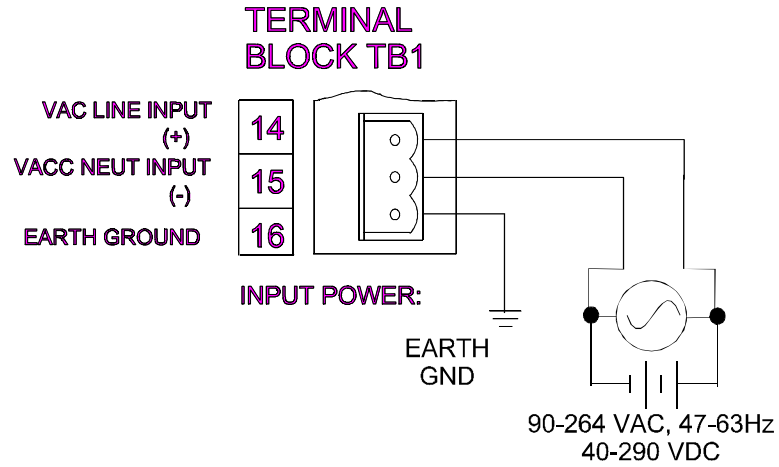 TERMINAL
BLOCK TB1
VAC LINE INPUT
(+)
14
VACC NEUT INPUT
(-)
15
EARTH GROUND
16
INPUT POWER:
EARTH
GND
90-264 VAC, 47-63Hz
40-290 VDC